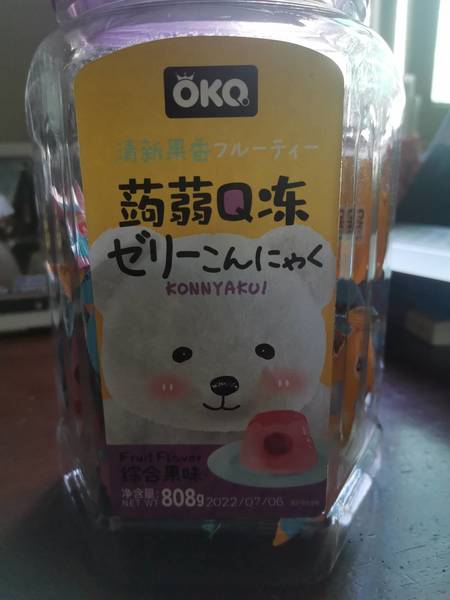 OKQ
清新果香フルーティー
蒟蒻Q冻
ゼリーこんにゃく
KONNYAKUI
Fruit Flavor
综合果味
净含量:
NET WT 808g 2022/07/06